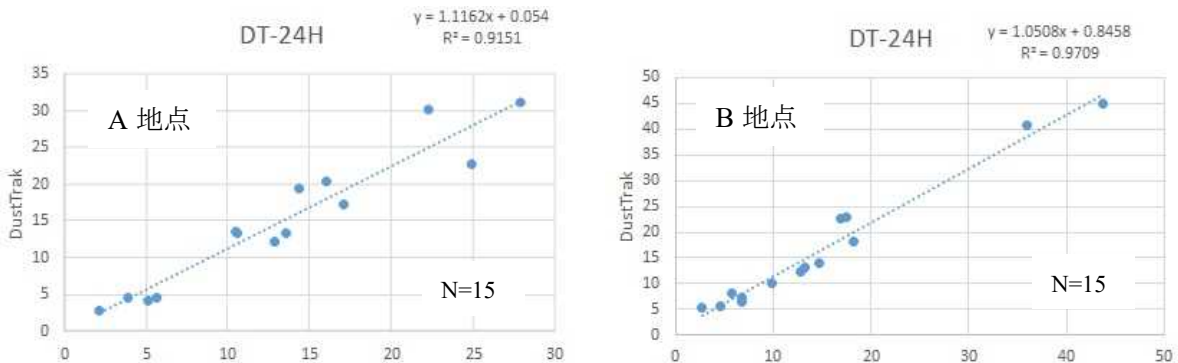 DT-24H
y = 1.1162x + 0.054
R² = 0.9151
35
30
25
20
15
10
5
0
DustTrak
A 地点
N=15
0 5 10 15 20 25 30
DT-24H
y = 1.0508x + 0.8458
R² = 0.9709
50
45
40
35
30
25
20
15
10
5
0
DustTrak
B 地点
N=15
0 10 20 30 40 50